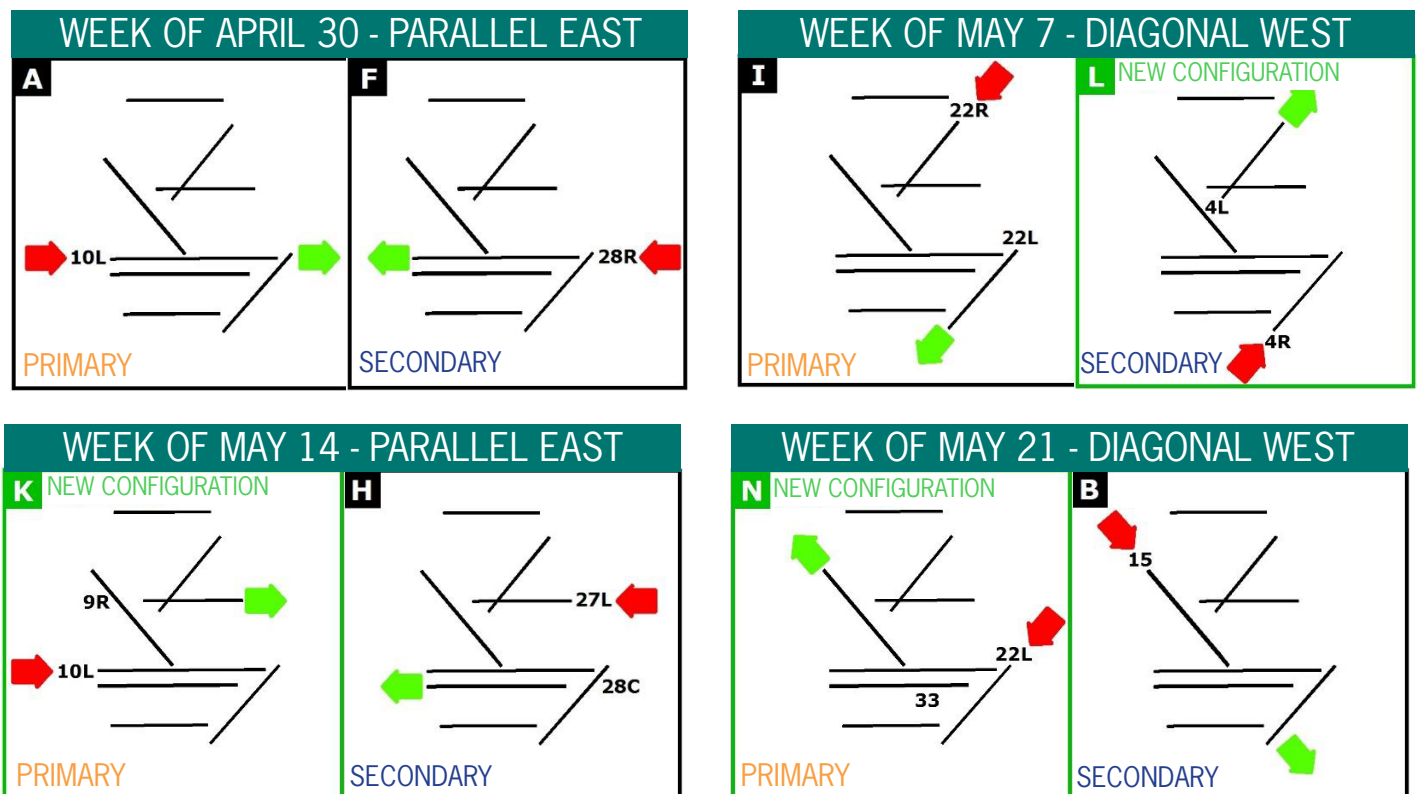 WEEK OF APRIL 30 - PARALLEL EAST
A
10L
PRIMARY
F
28R
SECONDARY
WEEK OF MAY 7 - DIAGONAL WEST
I
22R
22L
PRIMARY
L NEW CONFIGURATION
4L
4R
SECONDARY
WEEK OF MAY 14 - PARALLEL EAST
K NEW CONFIGURATION
9R
10L
PRIMARY
H
27L
28C
SECONDARY
WEEK OF MAY 21 - DIAGONAL WEST
N NEW CONFIGURATION
22L
33
PRIMARY
B
15
SECONDARY